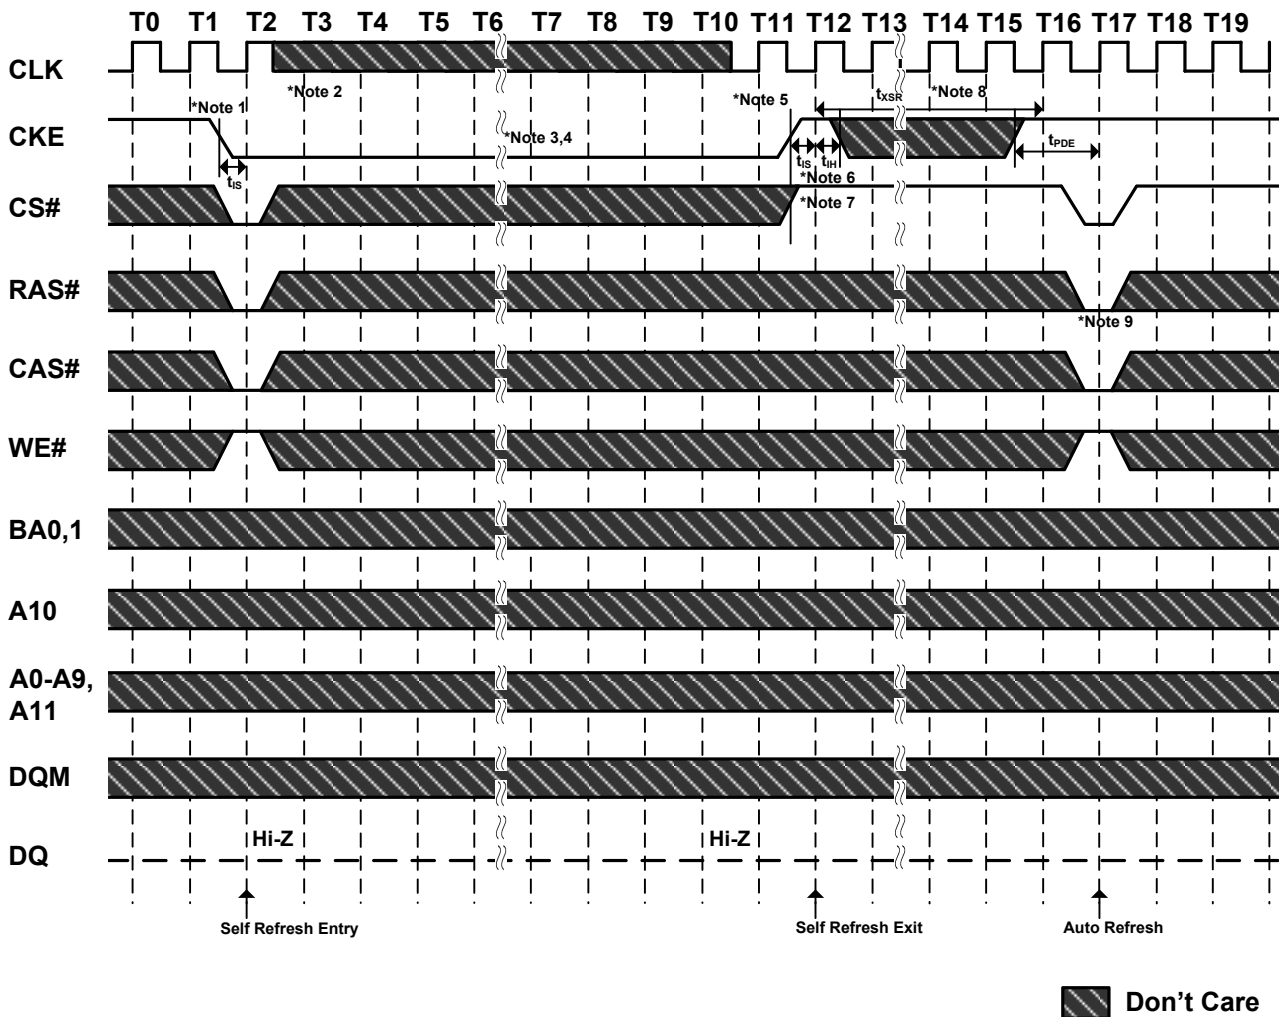 T0 T1 T2 T3 T4 T5 T6 T7 T8 T9 T10 T11 T12 T13 T14 T15 T16 T17 T18 T19
CLK
*Note 2
*Note 5
tXSR
*Note 8
*Note 1
CKE
*Note 3,4
tPDE
tIS
tIS
tIH
*Note 6
*Note 7
CS#
RAS#
*Note 9
CAS#
WE#
BA0,1
A10
A0-A9,
A11
DQM
Hi-Z
Hi-Z
DQ
Self Refresh Entry
Self Refresh Exit
Auto Refresh
Don't Care